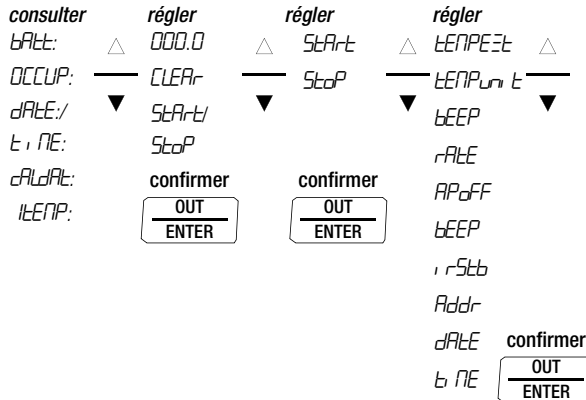 consulter
bAtt:
OCCUP:
dAtE:/
tiME:
cALdAt:
ItEMP:
régler
000.0
CLEAr
StArt/
StoP
confirmer
OUT
ENTER
régler
StArt
StoP
confirmer
OUT
ENTER
régler
tEMPunit
bEEP
rAtE
APoFF
bEEP
irStb
Addr
dAtE
tiME
confirmer
OUT
ENTER